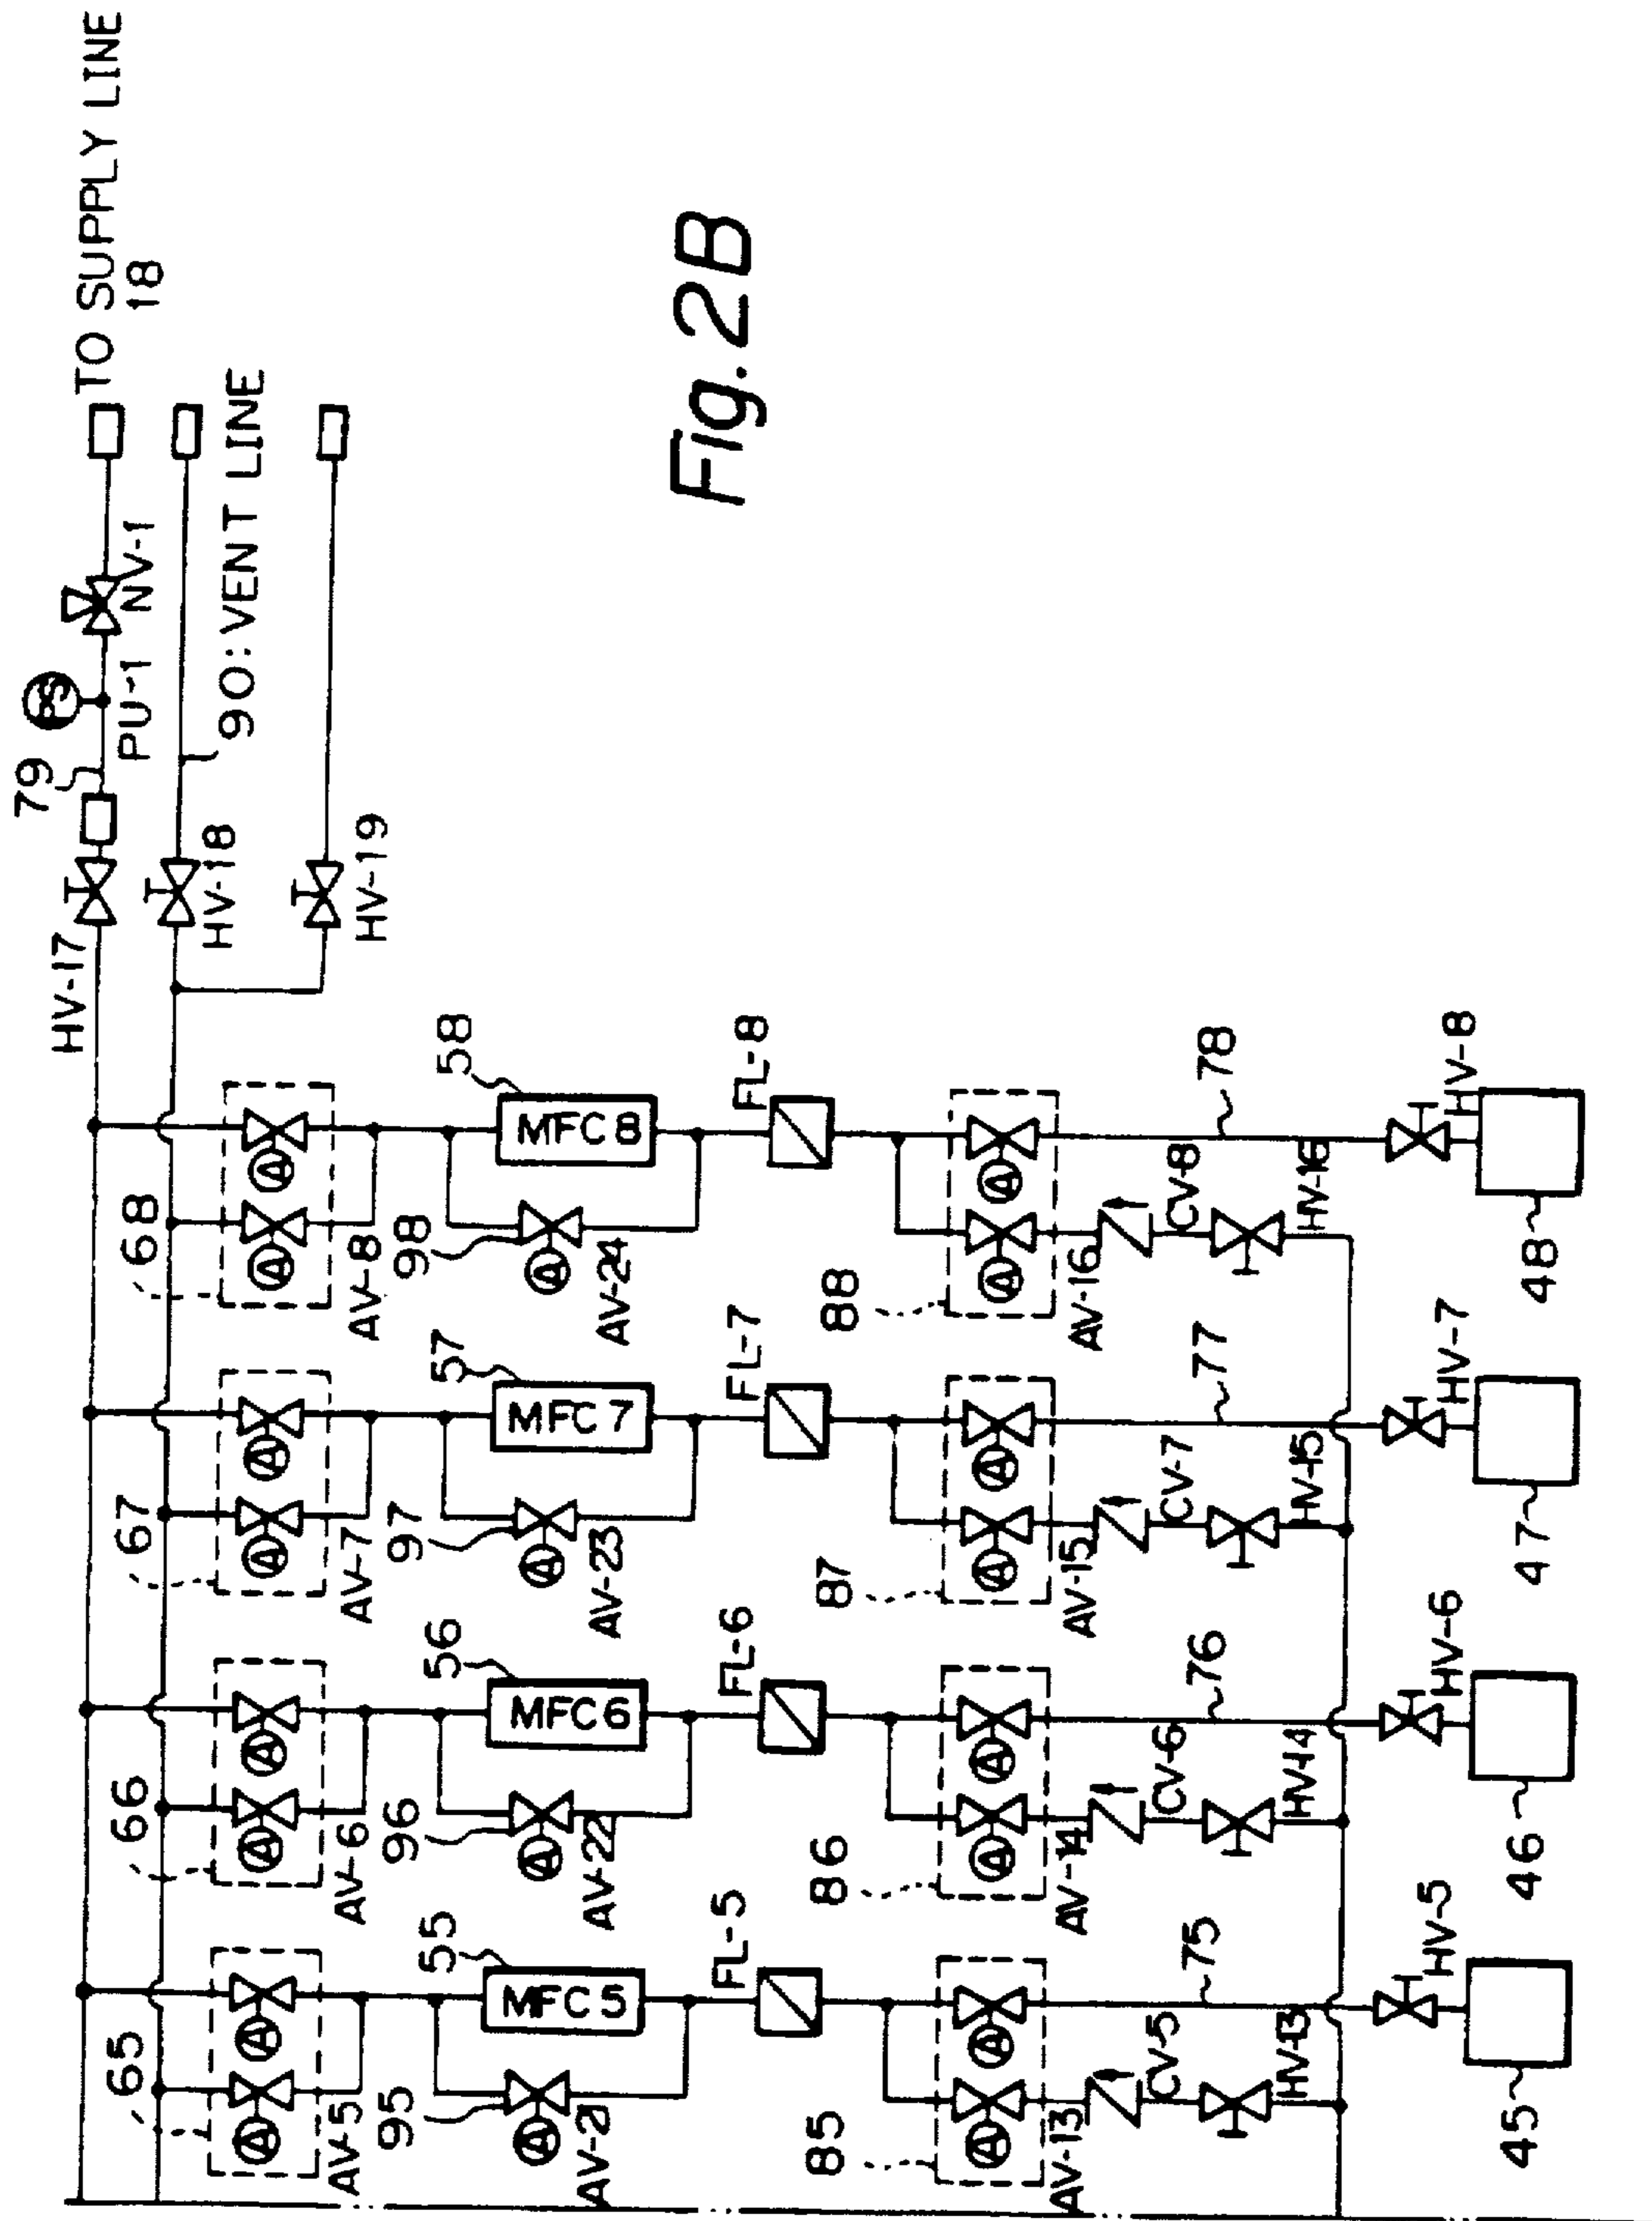 Fig. 2B
TO SUPPLY LINE
18
79
PS
PU-1
NV-1
HV-17
HV-18
90:VENT LINE
HV-19
68
A
A
AV-8
58
MFC 8
98
A
AV-24
FL-8
88
A
A
AV-16
CV-8
HV-16
78
HV-8
48
67
A
A
AV-7
57
MFC 7
97
A
AV-23
FL-7
87
A
A
AV-15
CV-7
HV-15
77
HV-7
47
66
A
A
AV-6
56
MFC 6
96
A
AV-22
FL-6
86
A
A
AV-14
CV-6
HV-14
76
HV-6
46
65
A
A
AV-5
55
MFC 5
95
A
AV-21
FL-5
85
A
A
AV-13
CV-5
HV-13
75
HV-5
45